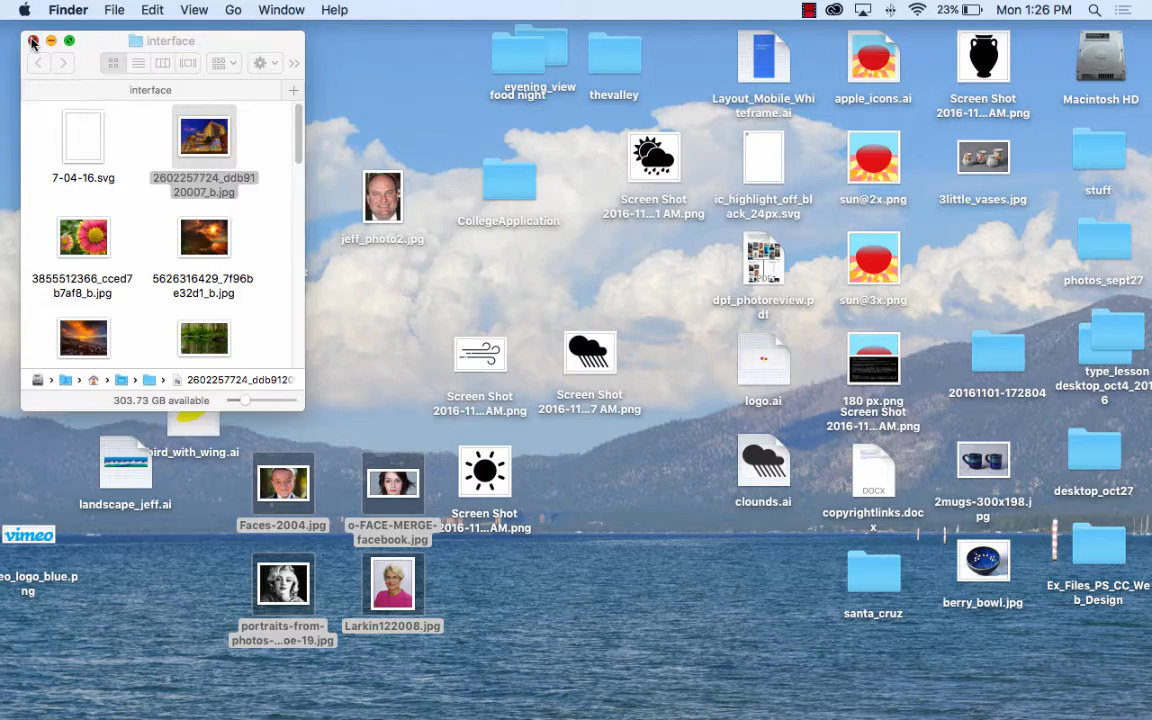 Finder File Edit View Go Window Help
23% Mon 1:26 PM
interface
interface
7-04-16.svg
2602257724_ddb91
20007_b.jpg
3855512366_cced7
b7af8_b.jpg
5626316429_7f96b
e32d1_b.jpg
2602257724_ddb9120
303.73 GB available
evening_view
food night
thevalley
jeff_photo2.jpg
CollegeApplication
Screen Shot
2016-11...1 AM.png
Screen Shot
2016-11...AM.png
Screen Shot
2016-11...7 AM.png
Screen Shot
2016-11...AM.png
bird_with_wing.ai
landscape_jeff.ai
vimeo
eo_logo_blue.p
ng
Faces-2004.jpg
o-FACE-MERGE-
facebook.jpg
portraits-from-
photos-...oe-19.jpg
Larkin122008.jpg
Layout_Mobile_Whi
teframe.ai
ic_highlight_off_bl
ack_24px.svg
PDF
dpf_photoreview.p
df
logo.ai
clounds.ai
apple_icons.ai
sun@2x.png
sun@3x.png
180 px.png
Screen Shot
2016-11...AM.png
DOCX
copyrightlinks.doc
x
santa_cruz
Screen Shot
2016-11...AM.png
3little_vases.jpg
20161101-172804
2mugs-300x198.j
pg
berry_bowl.jpg
Macintosh HD
stuff
photos_sept27
type_lesson
desktop_oct4_201
6
desktop_oct27
Ex_Files_PS_CC_We
b_Design